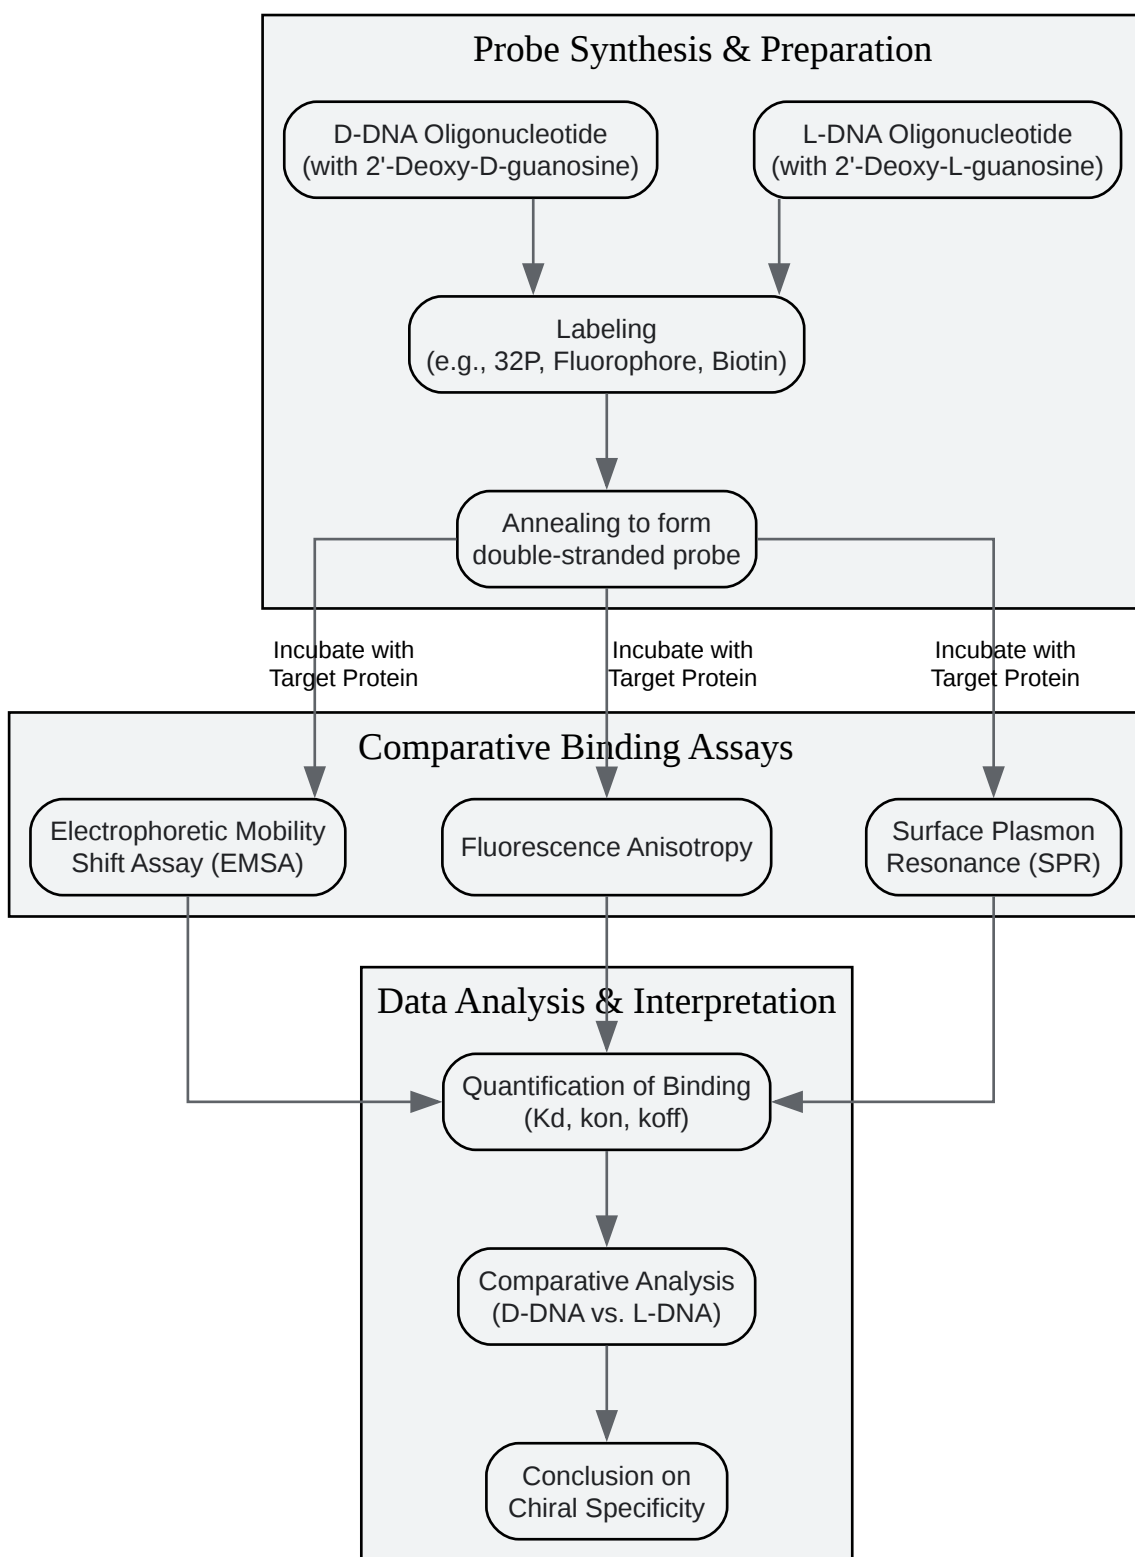 Probe Synthesis & Preparation
D-DNA Oligonucleotide
(with 2'-Deoxy-D-guanosine)
L-DNA Oligonucleotide
(with 2'-Deoxy-L-guanosine)
Labeling
(e.g., 32P, Fluorophore, Biotin)
Annealing to form
double-stranded probe
Incubate with
Target Protein
Incubate with
Target Protein
Incubate with
Target Protein
Comparative Binding Assays
Electrophoretic Mobility
Shift Assay (EMSA)
Fluorescence Anisotropy
Surface Plasmon
Resonance (SPR)
Data Analysis & Interpretation
Quantification of Binding
(Kd, kon, koff)
Comparative Analysis
(D-DNA vs. L-DNA)
Conclusion on
Chiral Specificity